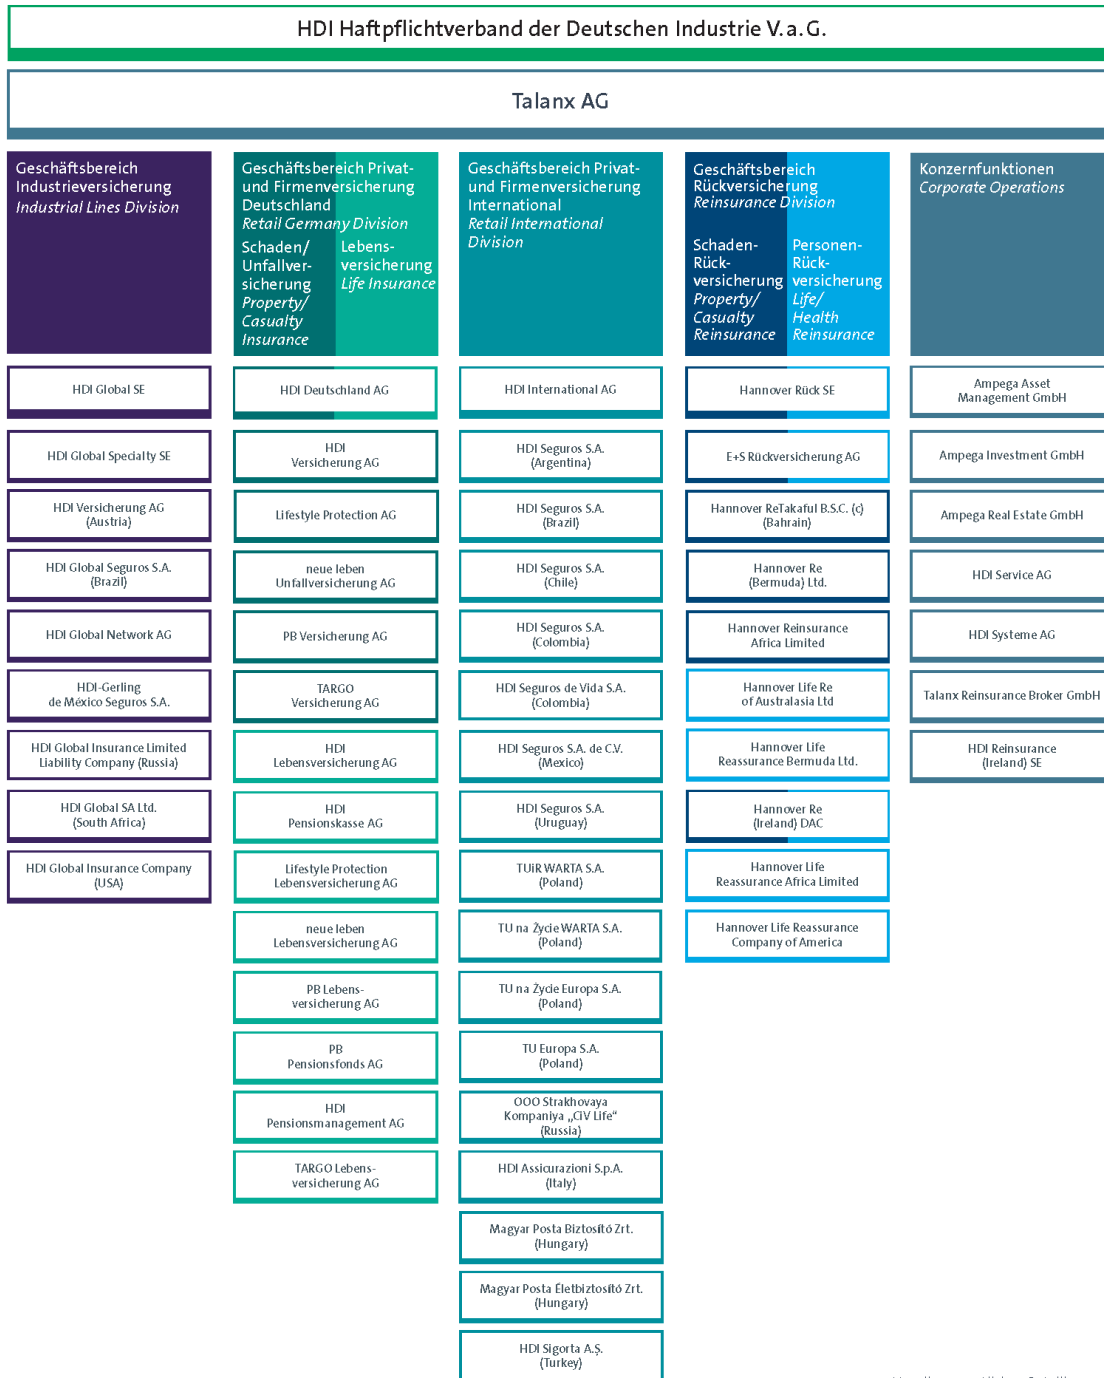 HDI Haftpflichtverband der Deutschen Industrie V. a. G.
Talanx AG
Geschäftsbereich
Industrieversicherung
Industrial Lines Division
HDI Global SE
HDI Global Specialty SE
HDI Versicherung AG
(Austria)
HDI Global Seguros S.A.
(Brazil)
HDI Global Network AG
HDI-Gerling
de México Seguros S.A.
HDI Global Insurance Limited
Liability Company (Russia)
HDI Global SA Ltd.
(South Africa)
HDI Global Insurance Company
(USA)
Geschäftsbereich Privat-
und Firmenversicherung
Deutschland
Retail Germany Division
Schaden/
Unfallver-
sicherung
Property/
Casualty
Insurance
Lebens-
versicherung
Life Insurance
HDI Deutschland AG
HDI
Versicherung AG
Lifestyle Protection AG
neue leben
Unfallversicherung AG
PB Versicherung AG
TARGO
Versicherung AG
HDI
Lebensversicherung AG
HDI
Pensionskasse AG
Lifestyle Protection
Lebensversicherung AG
neue leben
Lebensversicherung AG
PB Lebens-
versicherung AG
PB
Pensionsfonds AG
HDI
Pensionsmanagement AG
TARGO Lebens-
versicherung AG
Geschäftsbereich Privat-
und Firmenversicherung
International
Retail International
Division
HDI International AG
HDI Seguros S.A.
(Argentina)
HDI Seguros S.A.
(Brazil)
HDI Seguros S.A.
(Chile)
HDI Seguros S.A.
(Colombia)
HDI Seguros de Vida S.A.
(Colombia)
HDI Seguros S.A. de C.V.
(Mexico)
HDI Seguros S.A.
(Uruguay)
TUiR WARTA S.A.
(Poland)
TU na Życie WARTA S.A.
(Poland)
TU na Życie Europa S.A.
(Poland)
TU Europa S.A.
(Poland)
OOO Strakhovaya
Kompaniya „CiV Life“
(Russia)
HDI Assicurazioni S.p.A.
(Italy)
Magyar Posta Biztosító Zrt.
(Hungary)
Magyar Posta Életbiztosító Zrt.
(Hungary)
HDI Sigorta A.Ş.
(Turkey)
Geschäftsbereich
Rückversicherung
Reinsurance Division
Schaden-
Rück-
versicherung
Property/
Casualty
Reinsurance
Personen-
Rück-
versicherung
Life/
Health
Reinsurance
Hannover Rück SE
E+S Rückversicherung AG
Hannover ReTakaful B.S.C. (c)
(Bahrain)
Hannover Re
(Bermuda) Ltd.
Hannover Reinsurance
Africa Limited
Hannover Life Re
of Australasia Ltd
Hannover Life
Reassurance Bermuda Ltd.
Hannover Re
(Ireland) DAC
Hannover Life
Reassurance Africa Limited
Hannover Life Reassurance
Company of America
Konzernfunktionen
Corporate Operations
Ampega Asset
Management GmbH
Ampega Investment GmbH
Ampega Real Estate GmbH
HDI Service AG
HDI Systeme AG
Talanx Reinsurance Broker GmbH
HDI Reinsurance
(Ireland) SE